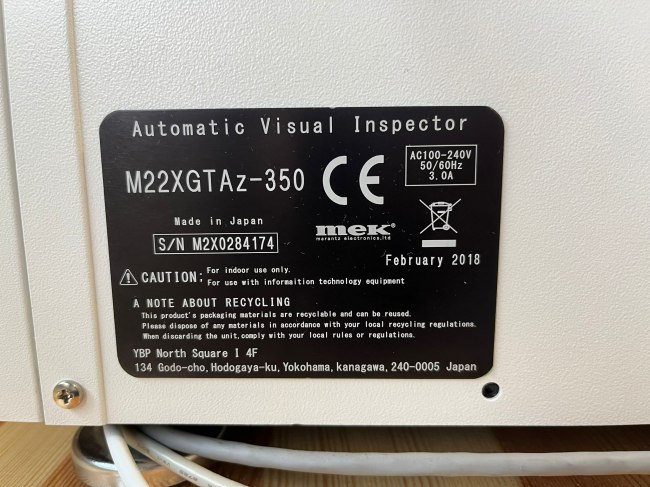 Automatic Visual Inspector
M22XGTAz-350
CE
AC100-240V
50/60Hz
3.0A
Made in Japan
S/N M2X0284174
mek®
marantz electronics,ltd
February 2018
CAUTION: For indoor use only.
For use with informaition technology equipment
A NOTE ABOUT RECYCLING
This product's packaging materials are recyclable and can be reused.
Please dispose of any materials in accordance with your local recycling regulations.
When discarding the unit,comply with your local rules or regulations.
YBP North Square I 4F
134 Godo-cho,Hodogaya-ku,Yokohama,kanagawa,240-0005 Japan